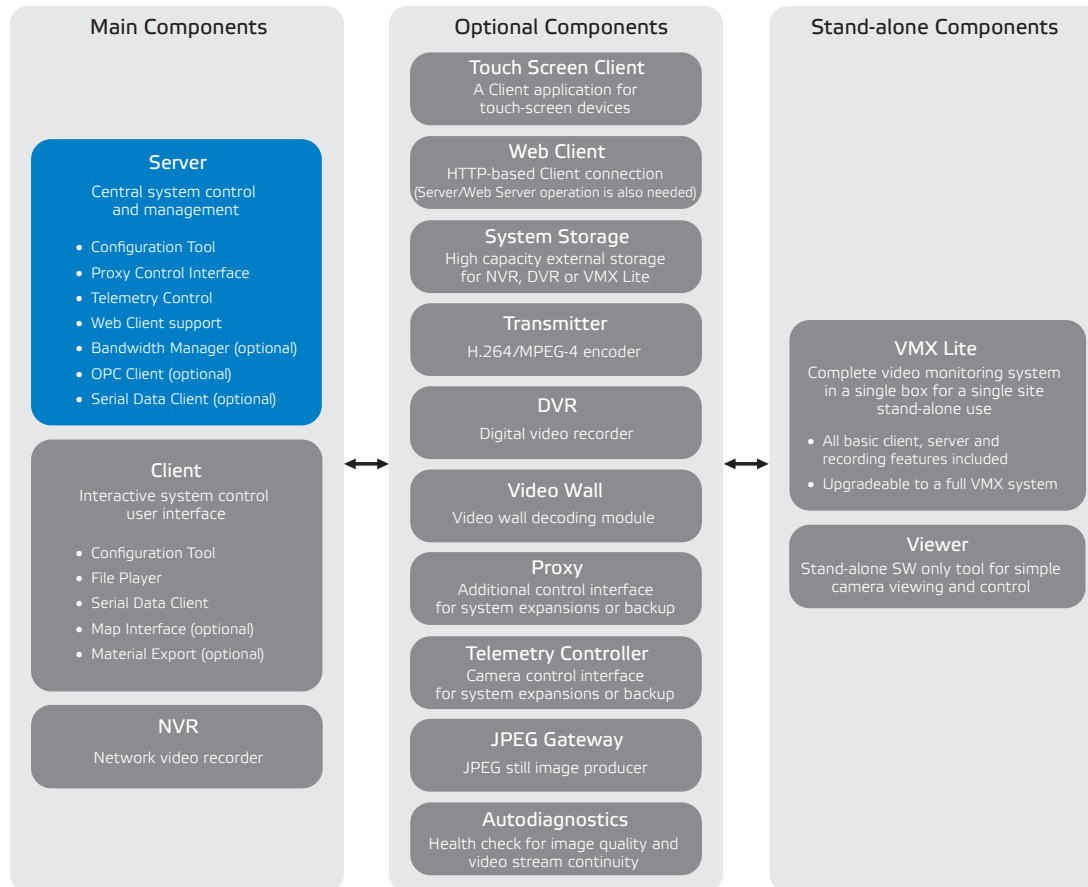 Main Components
Server
Central system control
and management
• Configuration Tool
• Proxy Control Interface
• Telemetry Control
• Web Client support
• Bandwidth Manager (optional)
• OPC Client (optional)
• Serial Data Client (optional)
Client
Interactive system control
user interface
• Configuration Tool
• File Player
• Serial Data Client
• Map Interface (optional)
• Material Export (optional)
NVR
Network video recorder
Optional Components
Touch Screen Client
A Client application for
touch-screen devices
Web Client
HTTP-based Client connection
(Server/Web Server operation is also needed)
System Storage
High capacity external storage
for NVR, DVR or VMX Lite
Transmitter
H.264/MPEG-4 encoder
DVR
Digital video recorder
Video Wall
Video wall decoding module
Proxy
Additional control interface
for system expansions or backup
Telemetry Controller
Camera control interface
for system expansions or backup
JPEG Gateway
JPEG still image producer
Autodiagnostics
Health check for image quality and
video stream continuity
Stand-alone Components
VMX Lite
Complete video monitoring system
in a single box for a single site
stand-alone use
• All basic client, server and
recording features included
• Upgradeable to a full VMX system
Viewer
Stand-alone SW only tool for simple
camera viewing and control